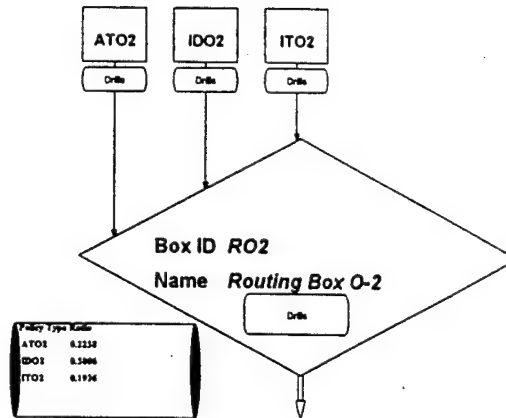 ATO2 IDO2 ITO2
Drills Drills Drills
Box ID RO2
Name Routing Box O-2
Drills
Policy Type
ATO2 0.2258
IDO2 0.5806
ITO2 0.1936